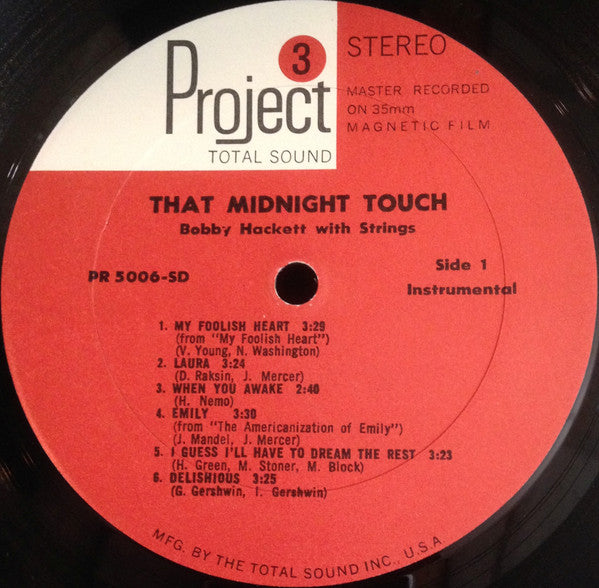 3
Project
TOTAL SOUND
STEREO
MASTER RECORDED
ON 35mm
MAGNETIC FILM
THAT MIDNIGHT TOUCH
Bobby Hackett with Strings
PR 5006-SD
Side 1
Instrumental
1. MY FOOLISH HEART 3:29
(from "My Foolish Heart")
(V. Young, N. Washington)
2. LAURA 3:24
(D. Raksin, J. Mercer)
3. WHEN YOU AWAKE 2:40
(H. Nemo)
4. EMILY 3:30
(from "The Americanization of Emily")
(J. Mandel, J. Mercer)
5. I GUESS I'LL HAVE TO DREAM THE REST 3:23
(H. Green, M. Stoner, M. Block)
6. DELISHIOUS 3:25
(G. Gershwin, I. Gershwin)
MFG. BY THE TOTAL SOUND INC., U.S.A